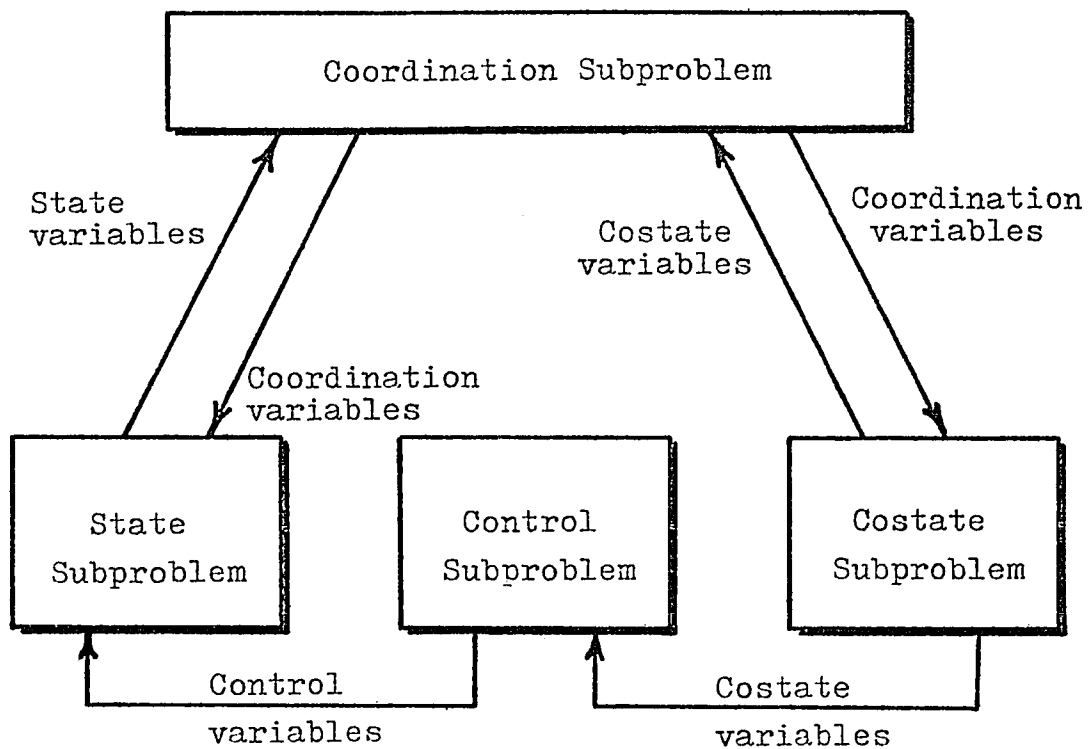 Coordination Subproblem
State
variables
Costate
variables
Coordination
variables
Coordination
variables
State
Subproblem
Control
Subproblem
Costate
Subproblem
Control
variables
Costate
variables